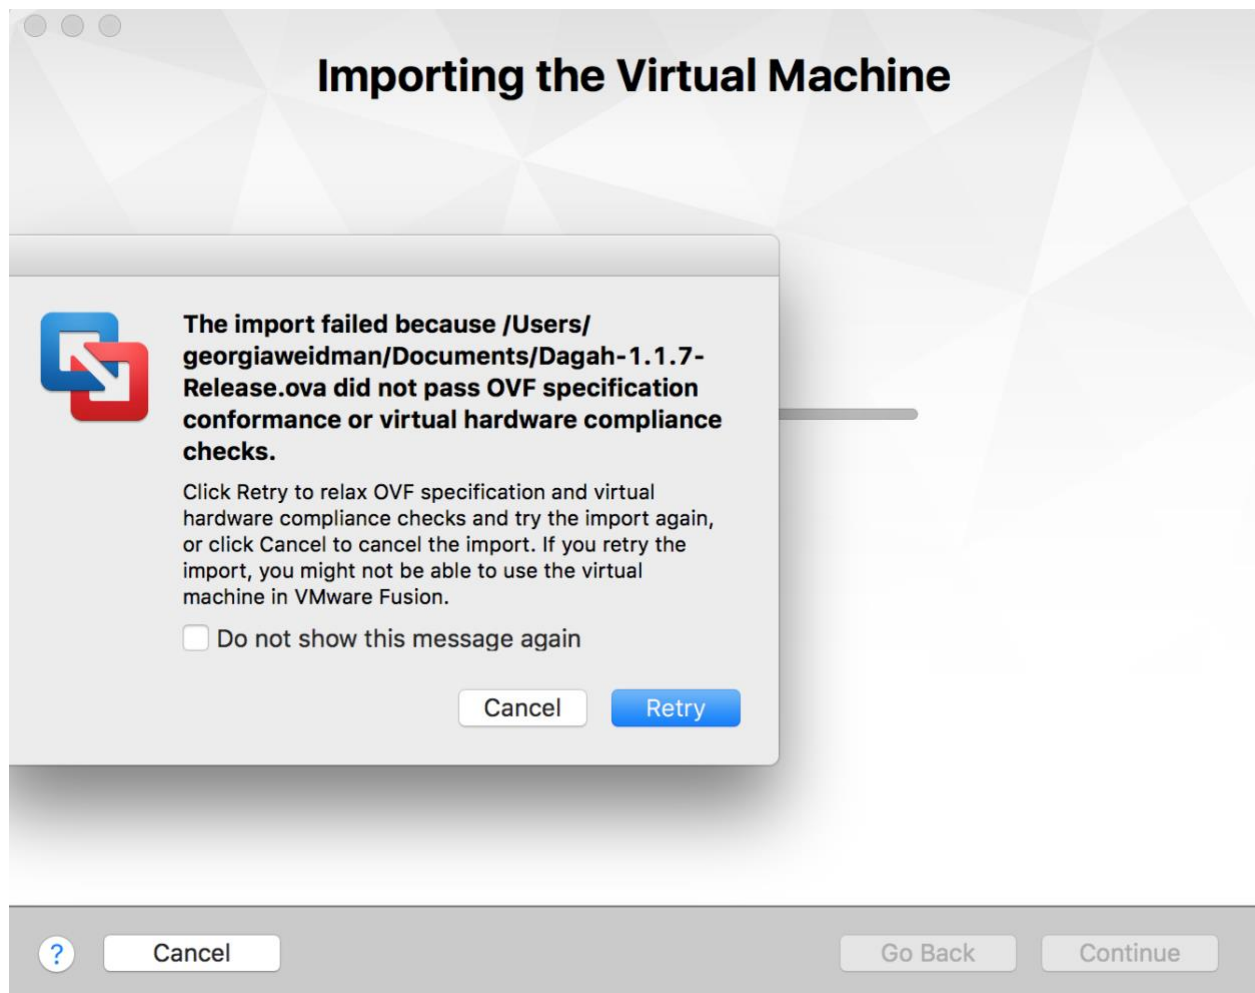 Importing the Virtual Machine
The import failed because /Users/
georgiaweidman/Documents/Dagah-1.1.7-
Release.ova did not pass OVF specification
conformance or virtual hardware compliance
checks.
Click Retry to relax OVF specification and virtual
hardware compliance checks and try the import again,
or click Cancel to cancel the import. If you retry the
import, you might not be able to use the virtual
machine in VMware Fusion.
Do not show this message again
Cancel
Retry
?
Cancel
Go Back
Continue